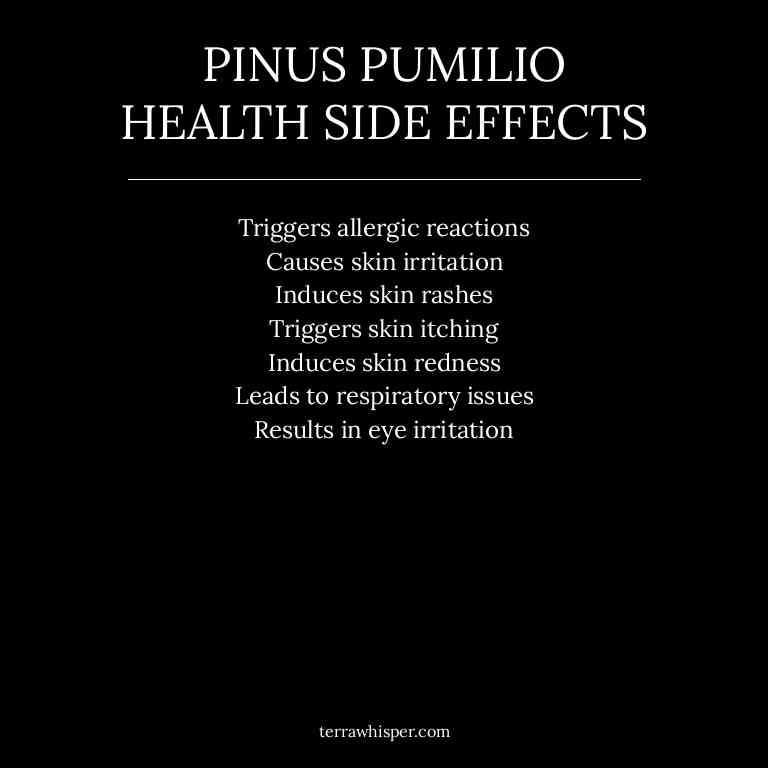 PINUS PUMILIO
HEALTH SIDE EFFECTS
Triggers allergic reactions
Causes skin irritation
Induces skin rashes
Triggers skin itching
Induces skin redness
Leads to respiratory issues
Results in eye irritation
terrawhisper.com